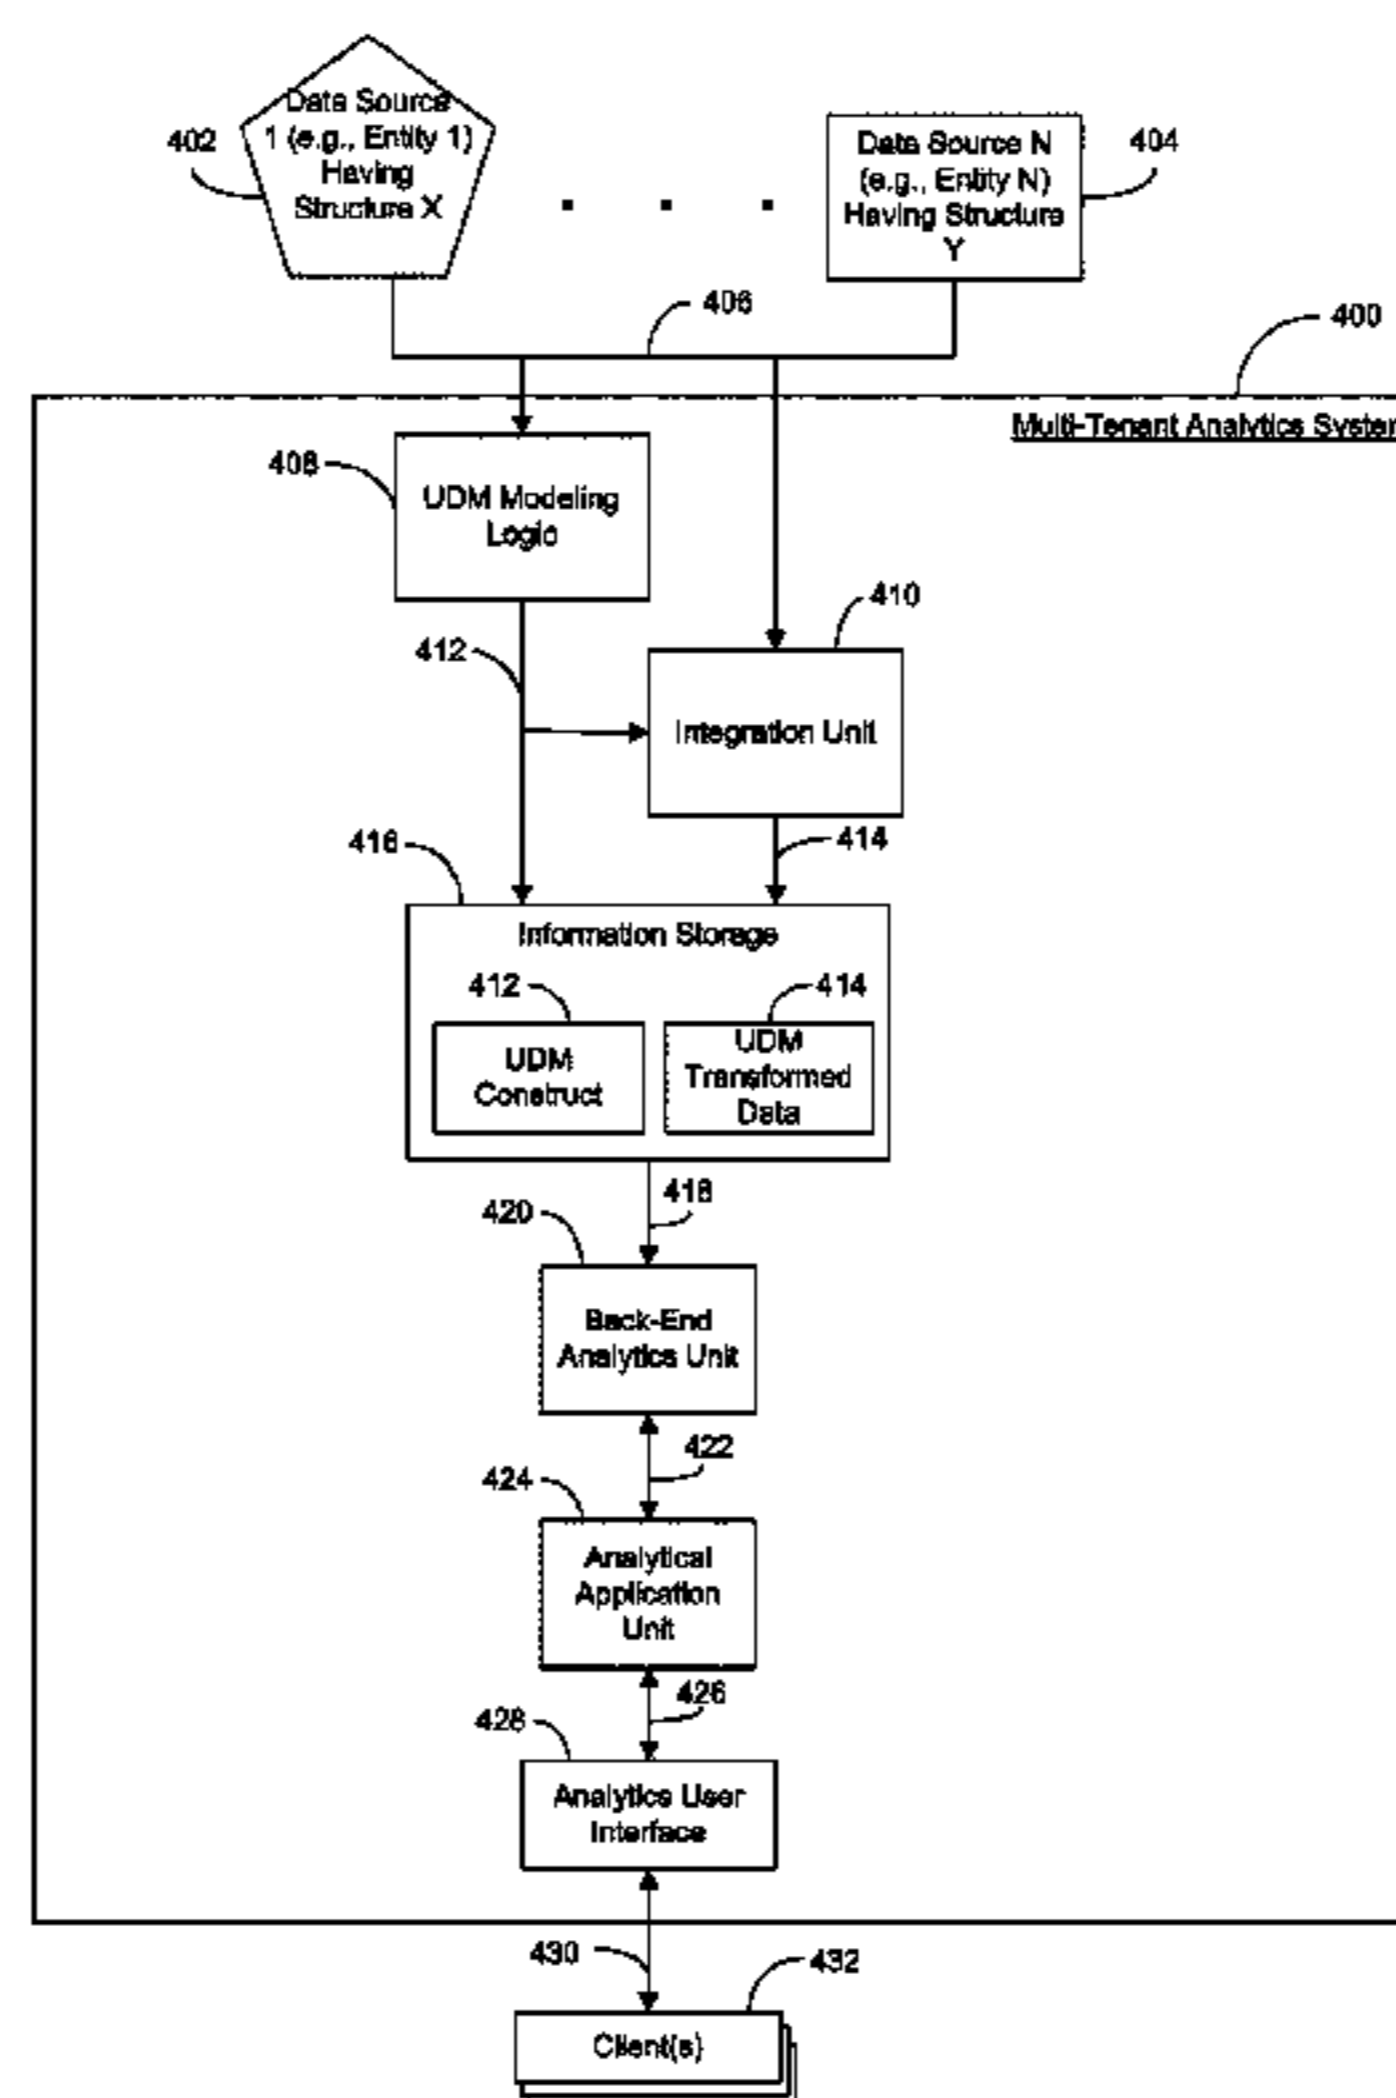 Data Source
1 (e.g., Entity 1)
Having
Structure X
402
Data Source N
(e.g., Entity N)
Having Structure
Y
404
406
400
Multi-Tenant Analytics System
408
UDM Modeling
Logic
410
412
Integration Unit
416
414
Information Storage
412
414
UDM
Construct
UDM
Transformed
Data
418
420
Back-End
Analytics Unit
422
424
Analytical
Application
Unit
426
428
Analytics User
Interface
430
432
Client(s)